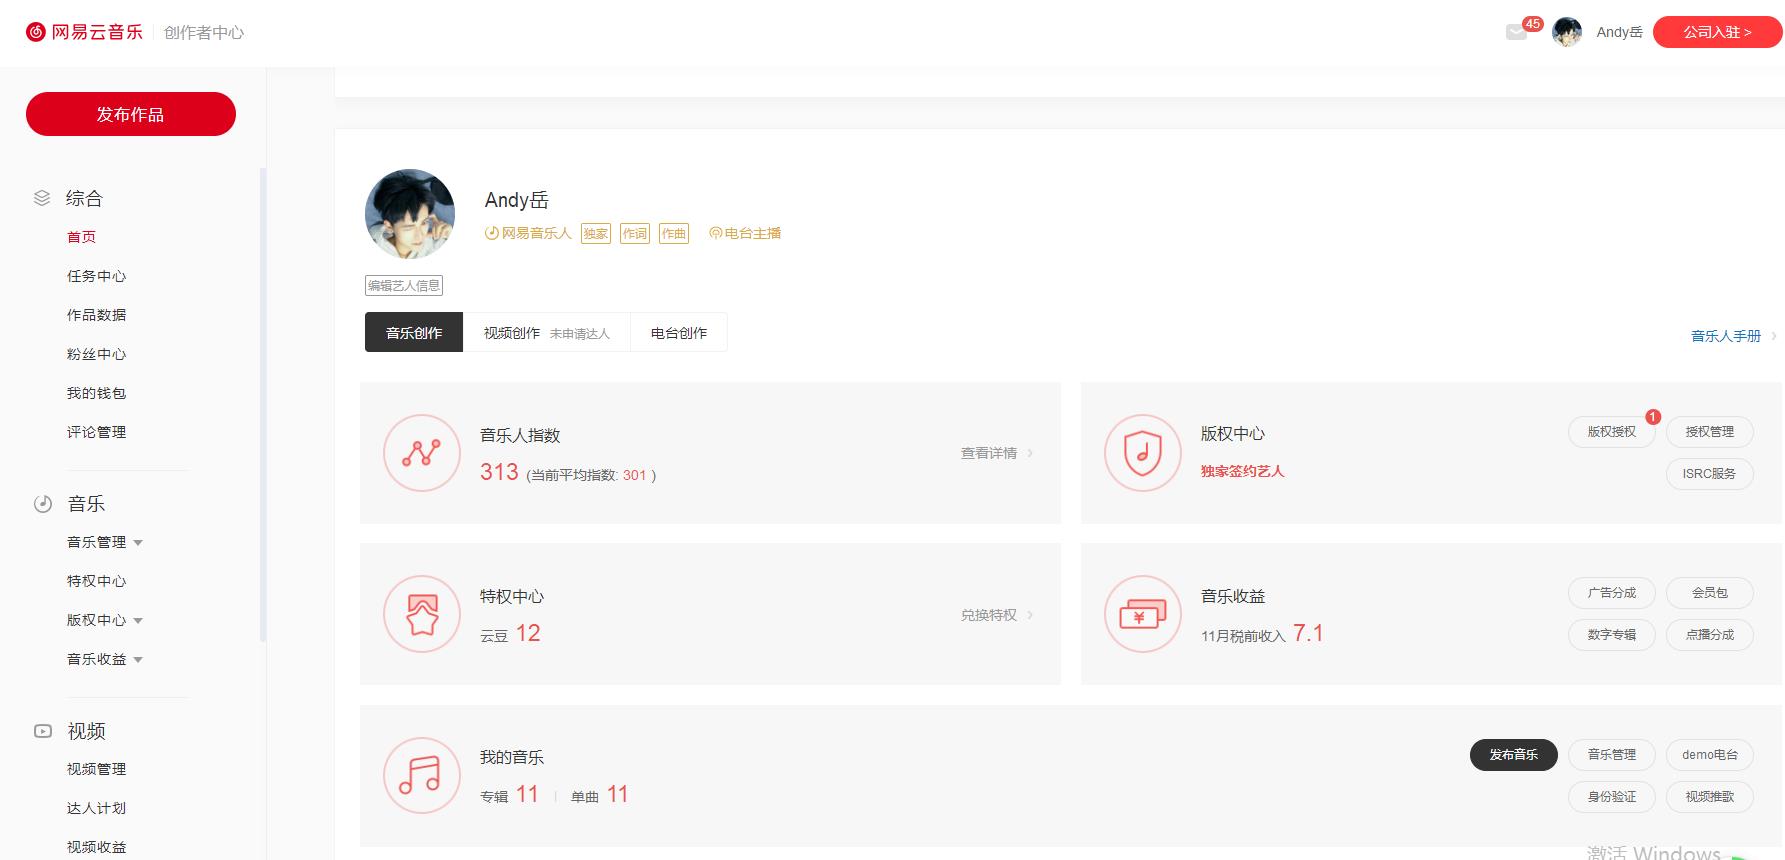 网易云音乐 创作者中心
45
Andy岳
公司入驻 >
发布作品
综合
首页
任务中心
作品数据
粉丝中心
我的钱包
评论管理
音乐
音乐管理
特权中心
版权中心
音乐收益
视频
视频管理
达人计划
视频收益
Andy岳
网易音乐人 独家 作词 作曲 电台主播
编辑艺人信息
音乐创作 视频创作 未申请达人 电台创作
音乐人手册 >
音乐人指数
313 (当前平均指数: 301 )
查看详情 >
版权中心
独家签约艺人
版权授权 1 授权管理
ISRC服务
特权中心
云豆 12
兑换特权 >
音乐收益
11月税前收入 7.1
广告分成 会员包
数字专辑 点播分成
我的音乐
专辑 11 | 单曲 11
发布音乐 音乐管理 demo电台
身份验证 视频推歌
激活 Windows